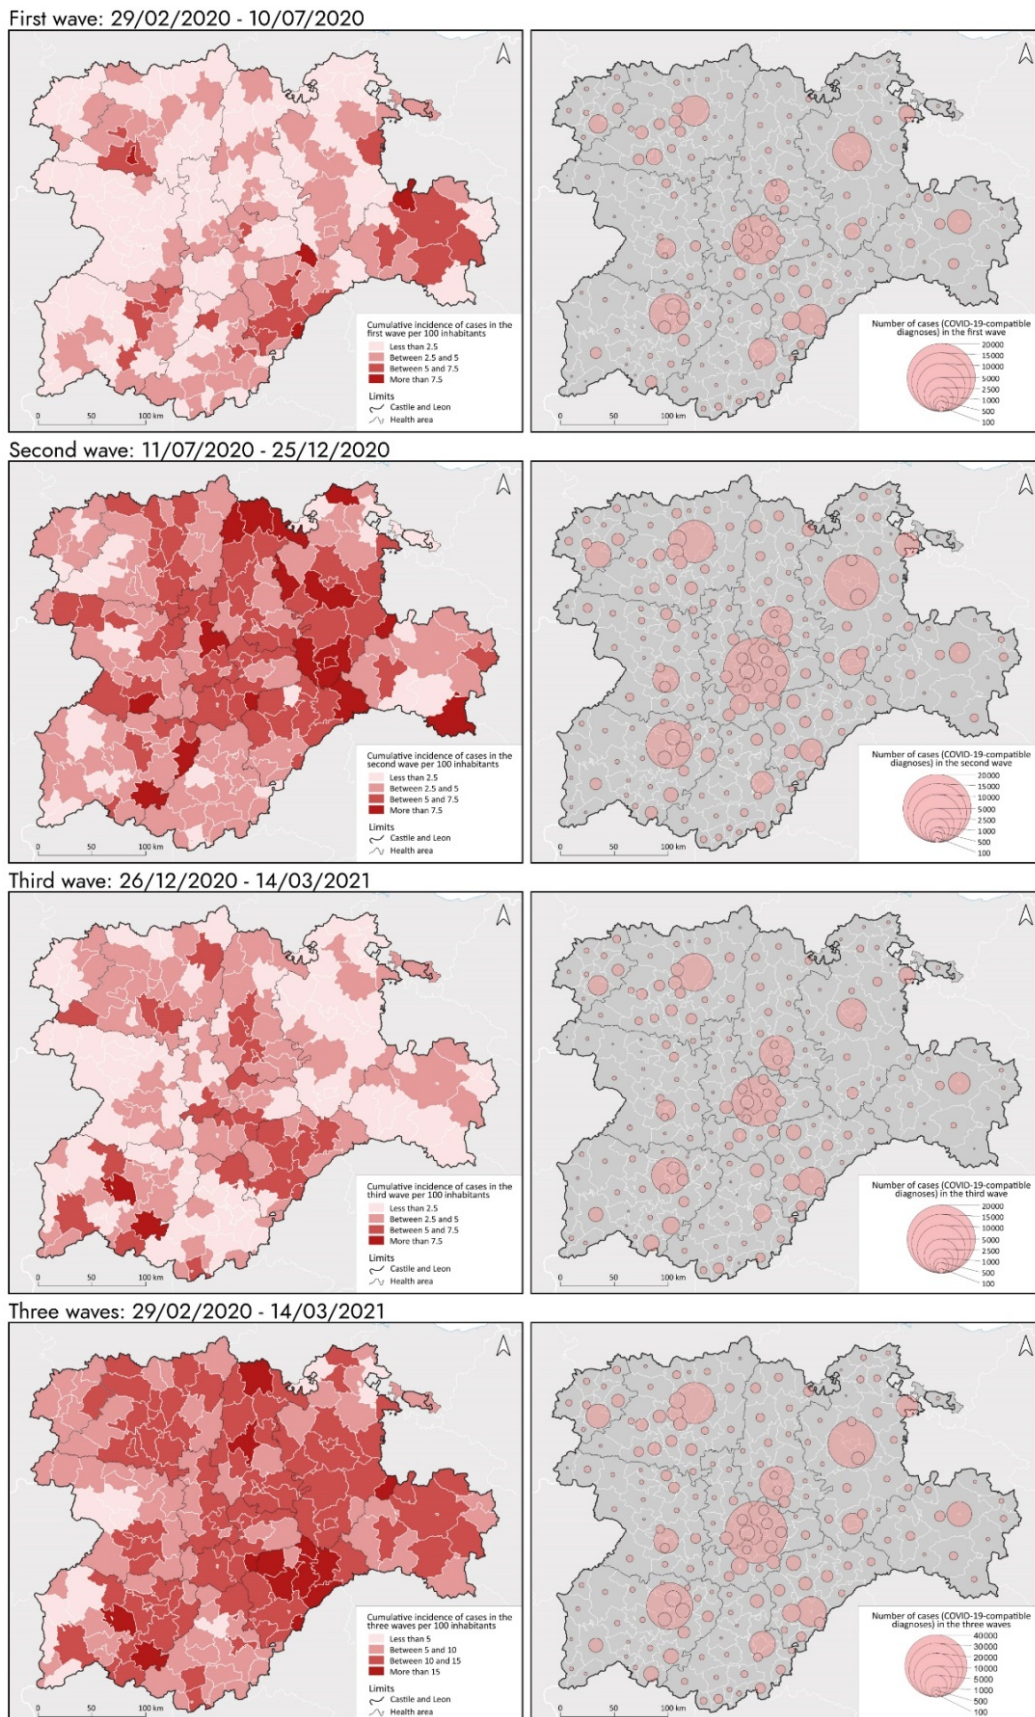 First wave: 29/02/2020 - 10/07/2020
Cumulative incidence of cases in the
first wave per 100 inhabitants
Less than 2.5
Between 2.5 and 5
Between 5 and 7.5
More than 7.5
Limits
Castile and Leon
Health area
0 50 100 km
Number of cases (COVID-19-compatible
diagnoses) in the first wave
20000
15000
10000
5000
2500
1000
500
100
Second wave: 11/07/2020 - 25/12/2020
Cumulative incidence of cases in the
second wave per 100 inhabitants
Less than 2.5
Between 2.5 and 5
Between 5 and 7.5
More than 7.5
Limits
Castile and Leon
Health area
0 50 100 km
Number of cases (COVID-19-compatible
diagnoses) in the second wave
20000
15000
10000
5000
2500
1000
500
100
Third wave: 26/12/2020 - 14/03/2021
Cumulative incidence of cases in the
third wave per 100 inhabitants
Less than 2.5
Between 2.5 and 5
Between 5 and 7.5
More than 7.5
Limits
Castile and Leon
Health area
0 50 100 km
Number of cases (COVID-19-compatible
diagnoses) in the third wave
20000
15000
10000
5000
2500
1000
500
100
Three waves: 29/02/2020 - 14/03/2021
Cumulative incidence of cases in the
three waves per 100 inhabitants
Less than 5
Between 5 and 10
Between 10 and 15
More than 15
Limits
Castile and Leon
Health area
0 50 100 km
Number of cases (COVID-19-compatible
diagnoses) in the three waves
40000
30000
20000
10000
5000
1000
500
100